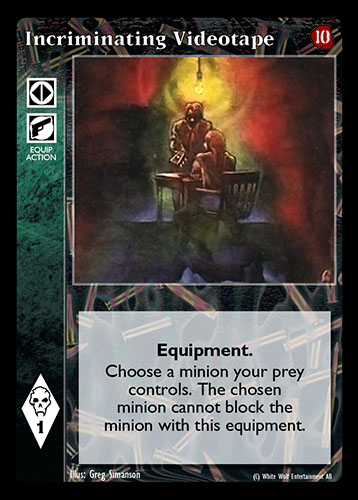 Incriminating Videotape
10
EQUIP
ACTION
Equipment.
Choose a minion your prey
controls. The chosen
minion cannot block the
minion with this equipment.
1
Illus: Greg Simanson
(C) White Wolf Entertainment AB